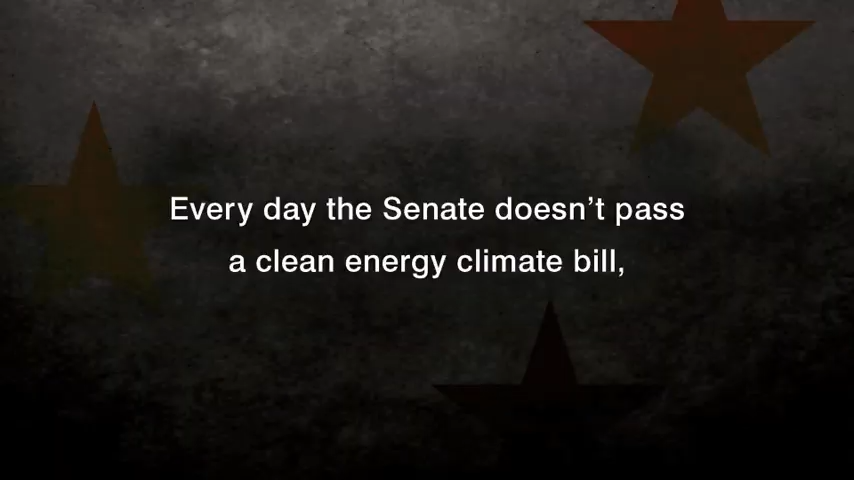 Every day the Senate doesn’t pass
a clean energy climate bill,